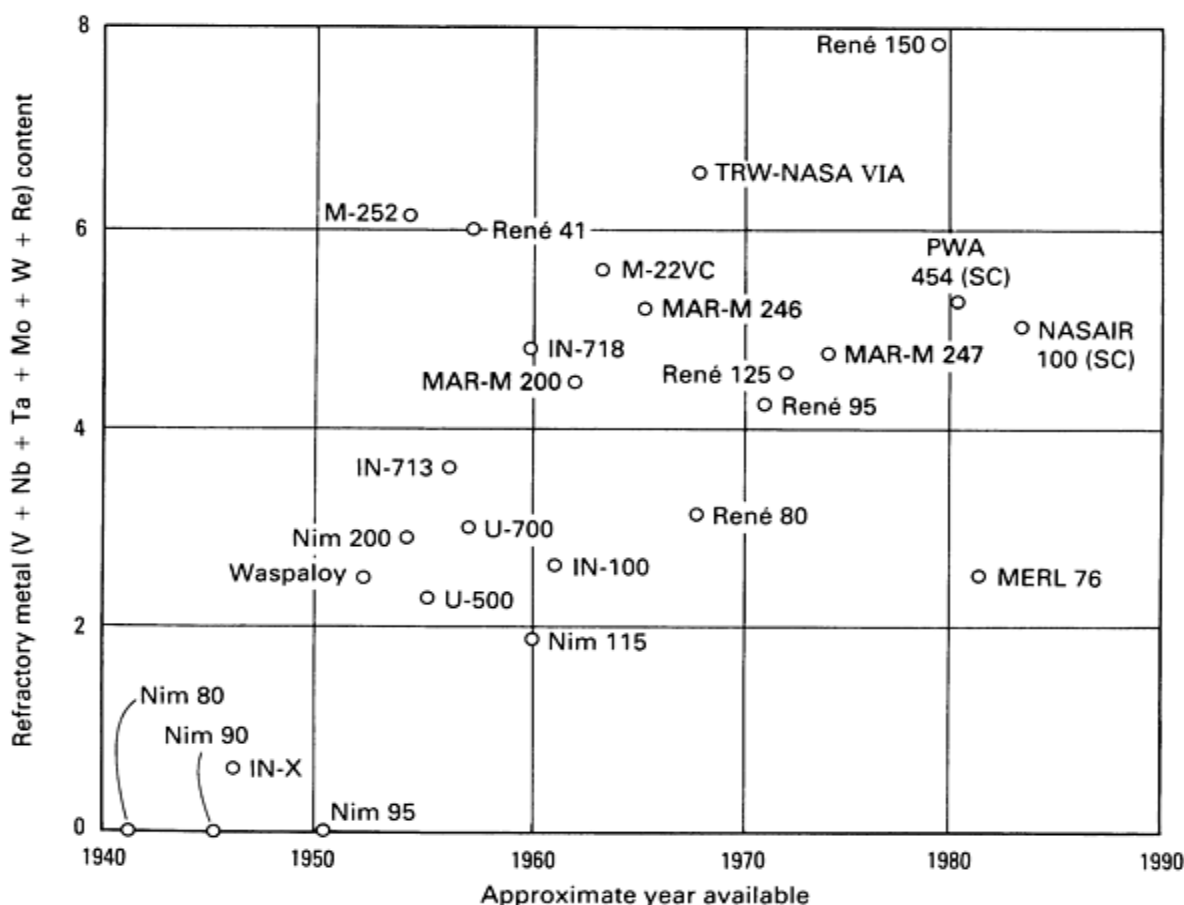 Refractory metal (V + Nb + Ta + Mo + W + Re) content
8
René 150
TRW-NASA VIA
M-252
6
René 41
PWA
454 (SC)
M-22VC
MAR-M 246
NASAIR
100 (SC)
IN-718
MAR-M 247
René 125
MAR-M 200
René 95
4
IN-713
René 80
U-700
Nim 200
IN-100
Waspaloy
MERL 76
U-500
2
Nim 115
Nim 80
Nim 90
IN-X
Nim 95
0
1940
1950
1960
1970
1980
1990
Approximate year available